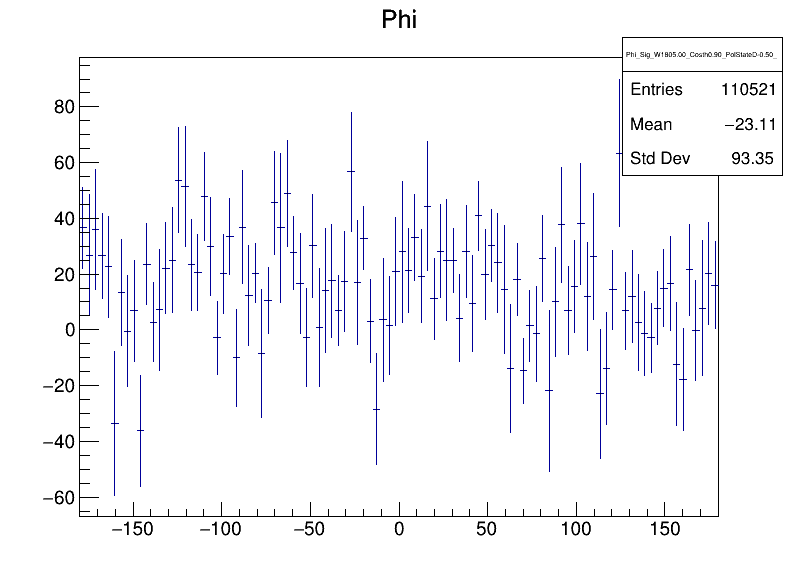 Phi
Phi_Sig_W1605.00_Costh0.90_PolStateD-0.50_
Entries 110521
Mean −23.11
Std Dev 93.35
80
60
40
20
0
−20
−40
−60
−150 −100 −50 0 50 100 150